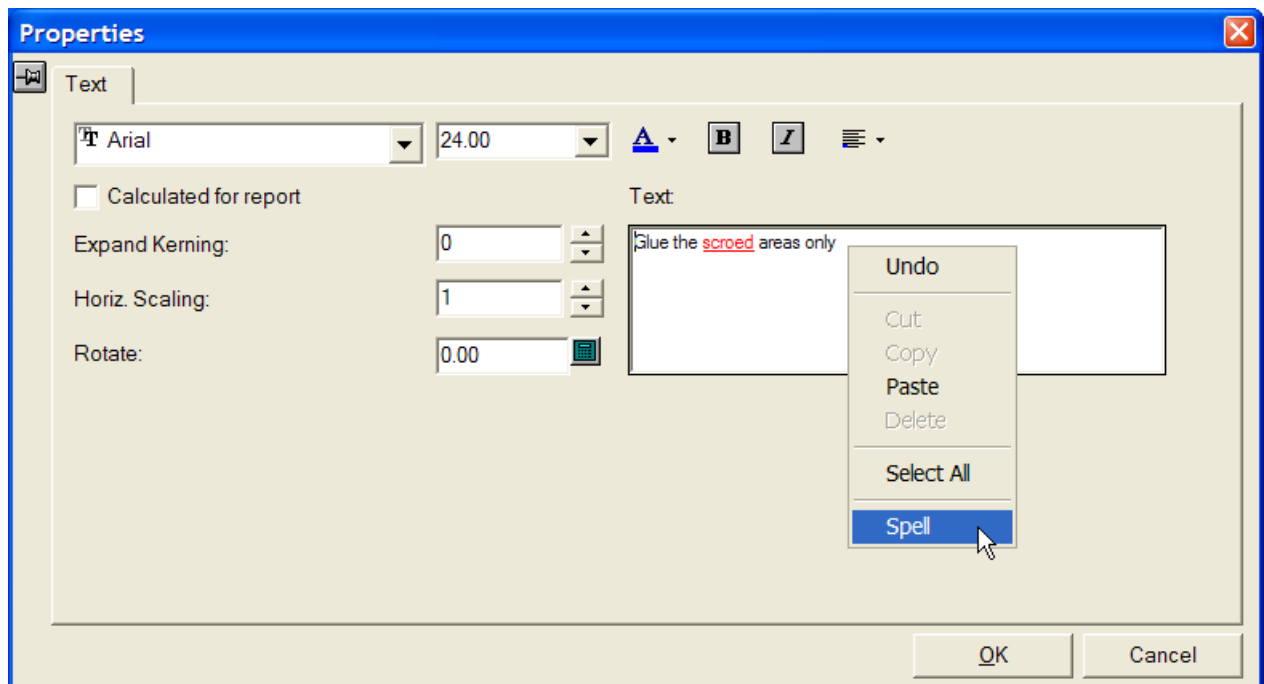 Properties
Text
Arial
24.00
A
B
I
Calculated for report
Text:
Expand Kerning:
0
Glue the scroed areas only
Horiz. Scaling:
1
Rotate:
0.00
Undo
Cut
Copy
Paste
Delete
Select All
Spell
OK
Cancel